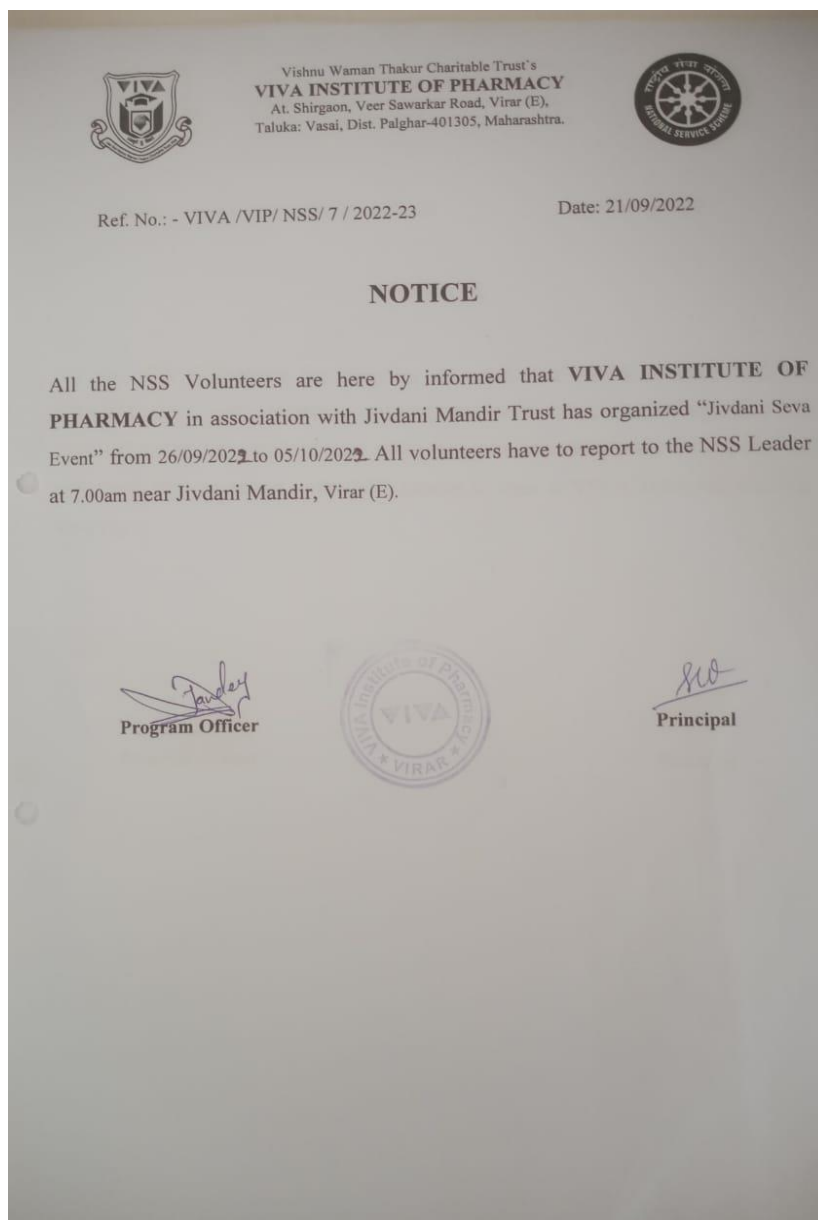 VIVA
Vishnu Waman Thakur Charitable Trust's
VIVA INSTITUTE OF PHARMACY
At. Shirgaon, Veer Sawarkar Road, Virar (E),
Taluka: Vasai, Dist. Palghar-401305, Maharashtra.
राष्ट्रीय सेवा योजना
NATIONAL SERVICE SCHEME
Ref. No.: - VIVA /VIP/ NSS/ 7 / 2022-23
Date: 21/09/2022
NOTICE
All the NSS Volunteers are here by informed that VIVA INSTITUTE OF
PHARMACY in association with Jivdani Mandir Trust has organized “Jivdani Seva
Event” from 26/09/2022 to 05/10/2022. All volunteers have to report to the NSS Leader
at 7.00am near Jivdani Mandir, Virar (E).
Program Officer
VIVA Institute of Pharmacy
VIVA
★ VIRAR ★
Principal